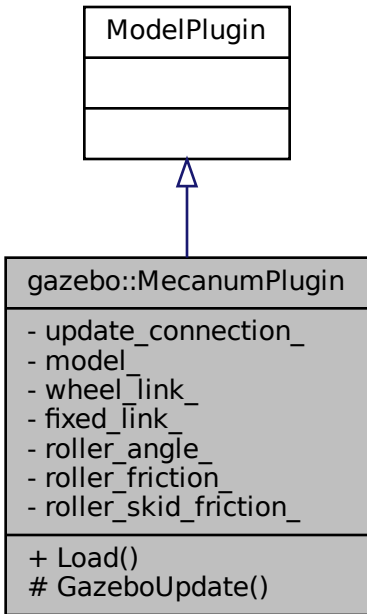 ModelPlugin
gazebo::MecanumPlugin
- update_connection_
- model_
- wheel_link_
- fixed_link_
- roller_angle_
- roller_friction_
- roller_skid_friction_
+ Load()
# GazeboUpdate()